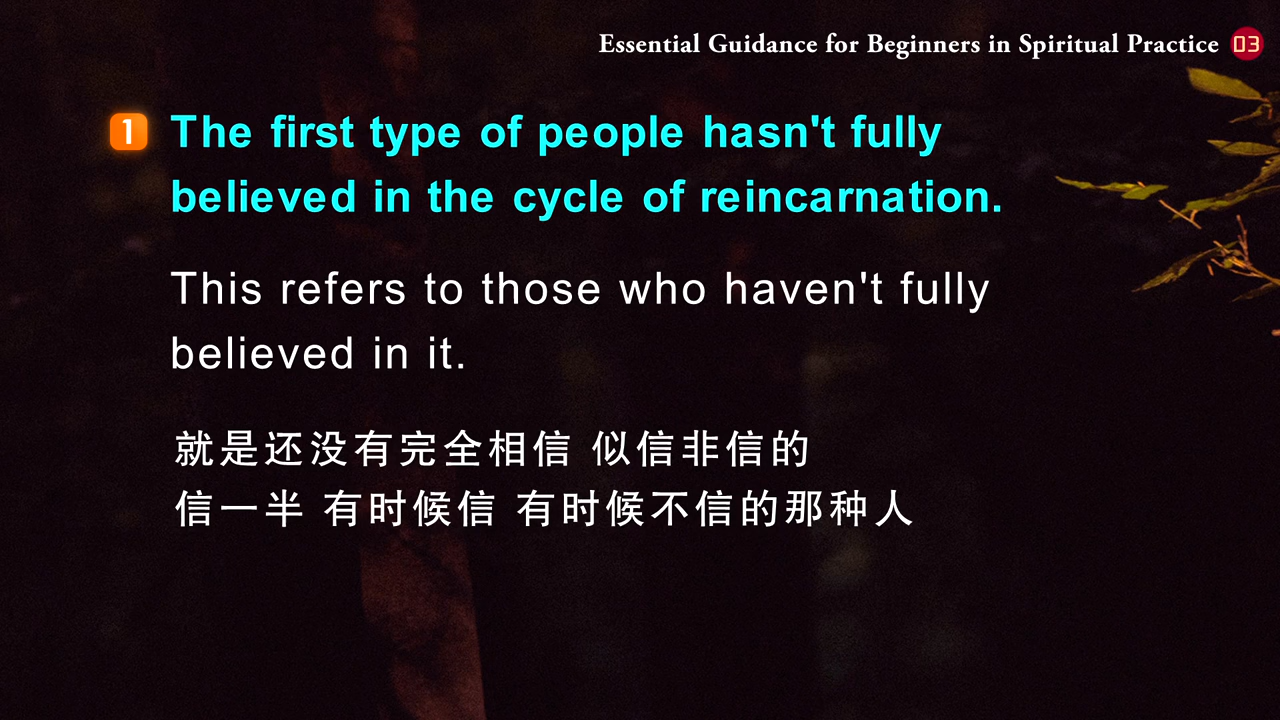 Essential Guidance for Beginners in Spiritual Practice 03
1 The first type of people hasn't fully
believed in the cycle of reincarnation.
This refers to those who haven't fully
believed in it.
就是还没有完全相信 似信非信的
信一半 有时候信 有时候不信的那种人